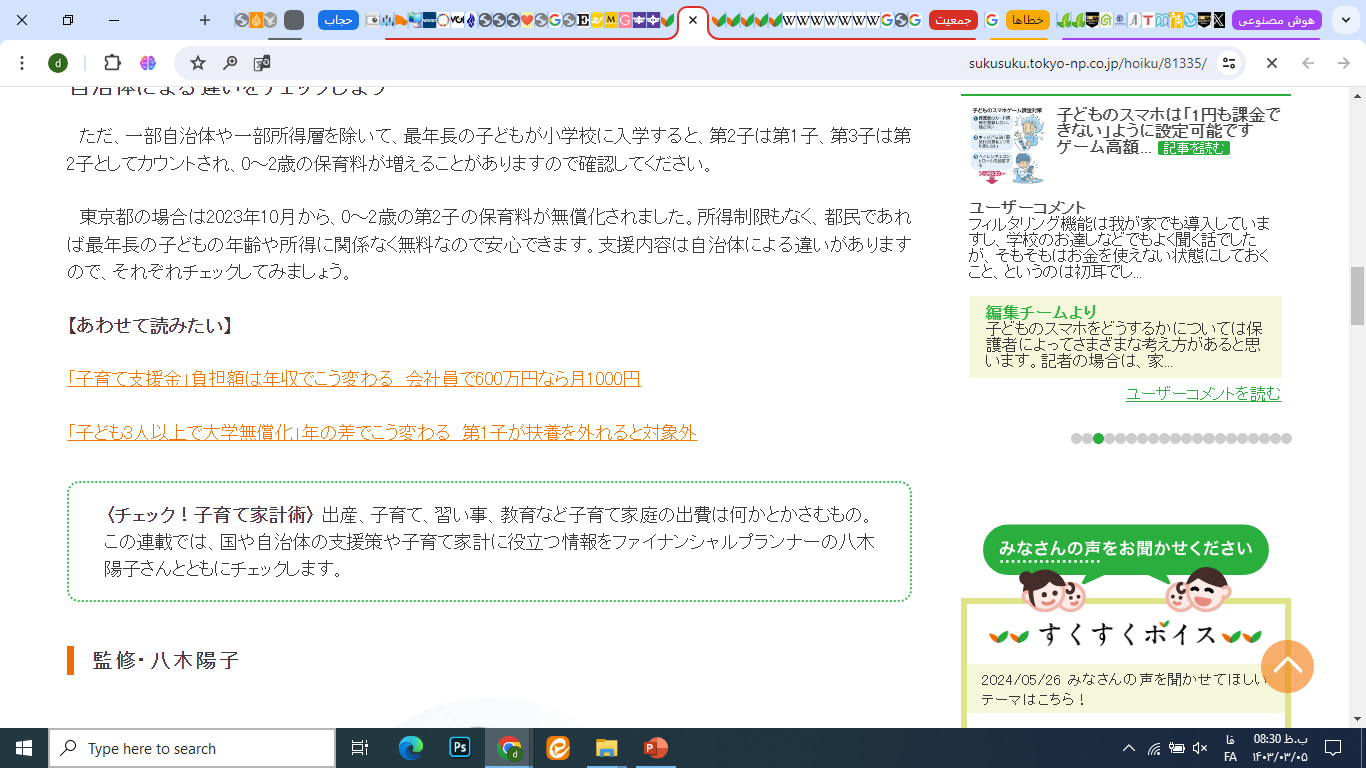 حجاب
جمعیت
خطاها
هوش مصنوعی
sukusuku.tokyo-np.co.jp/hoiku/81335/
自治体による違いをチェックしよう
ただ、一部自治体や一部所得層を除いて、最年長の子どもが小学校に入学すると、第2子は第1子、第3子は第
2子としてカウントされ、0～2歳の保育料が増えることがありますので確認してください。
東京都の場合は2023年10月から、0～2歳の第2子の保育料が無償化されました。所得制限もなく、都民であれ
ば最年長の子どもの年齢や所得に関係なく無料なので安心できます。支援内容は自治体による違いがあります
ので、それぞれチェックしてみましょう。
【あわせて読みたい】
「子育て支援金」負担額は年収でこう変わる 会社員で600万円なら月1000円
「子ども3人以上で大学無償化」年の差でこう変わる 第1子が扶養を外れると対象外
〈チェック！子育て家計術〉 出産、子育て、習い事、教育など子育て家庭の出費は何かとかさむもの。
この連載では、国や自治体の支援策や子育て家計に役立つ情報をファイナンシャルプランナーの八木
陽子さんとともにチェックします。
監修・八木陽子
子どものスマホゲーム課金対策
子どものスマホは「1円も課金で
きない」ように設定可能です
ゲーム高額... 記事を読む
ユーザーコメント
フィルタリング機能は我が家でも導入していま
すし、学校のお達しなどでもよく聞く話でした
が、そもそもはお金を使えない状態にしておく
こと、というのは初耳でし...
編集チームより
子どものスマホをどうするかについては保
護者によってさまざまな考え方があると思
います。記者の場合は、家...
ユーザーコメントを読む
みなさんの声をお聞かせください
すくすくボイス
2024/05/26 みなさんの声を聞かせてほしい
テーマはこちら！
Type here to search
08:30 ب.ظ
فا
FA
۱۴۰۳/۰۳/۰۵